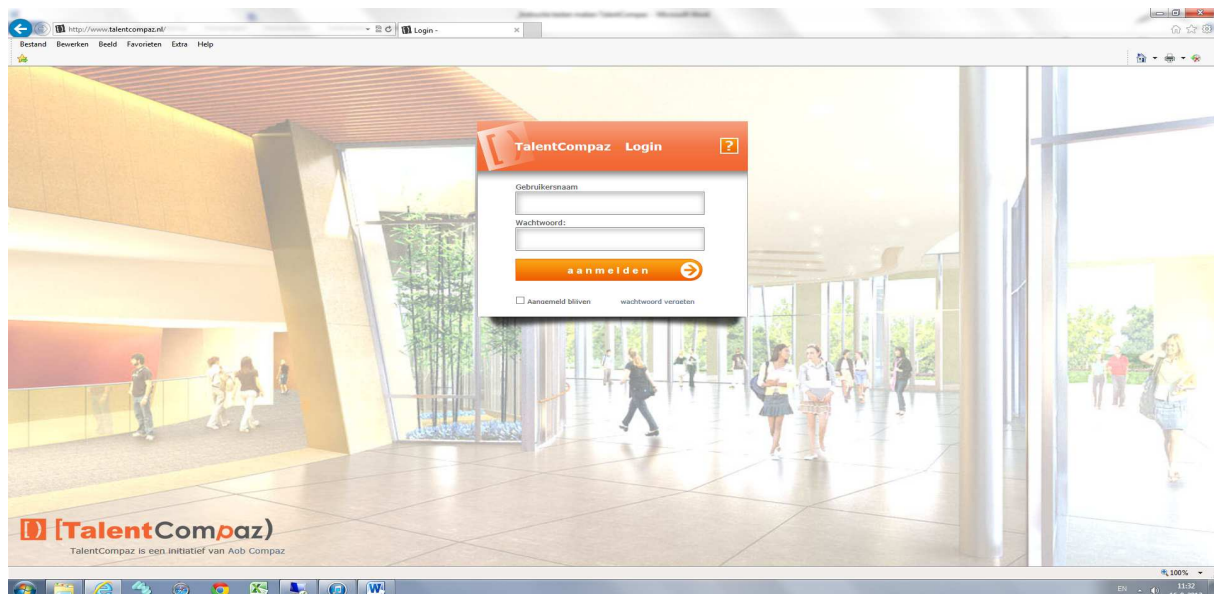 http://www.talentcompaz.nl/
Login -
Bestand Bewerken Beeld Favorieten Extra Help
TalentCompaz Login
?
Gebruikersnaam
Wachtwoord:
aanmelden
Aangemeld blijven wachtwoord vergeten
[TalentCompaz)
TalentCompaz is een initiatief van Aob Compaz
100%
EN 11:32